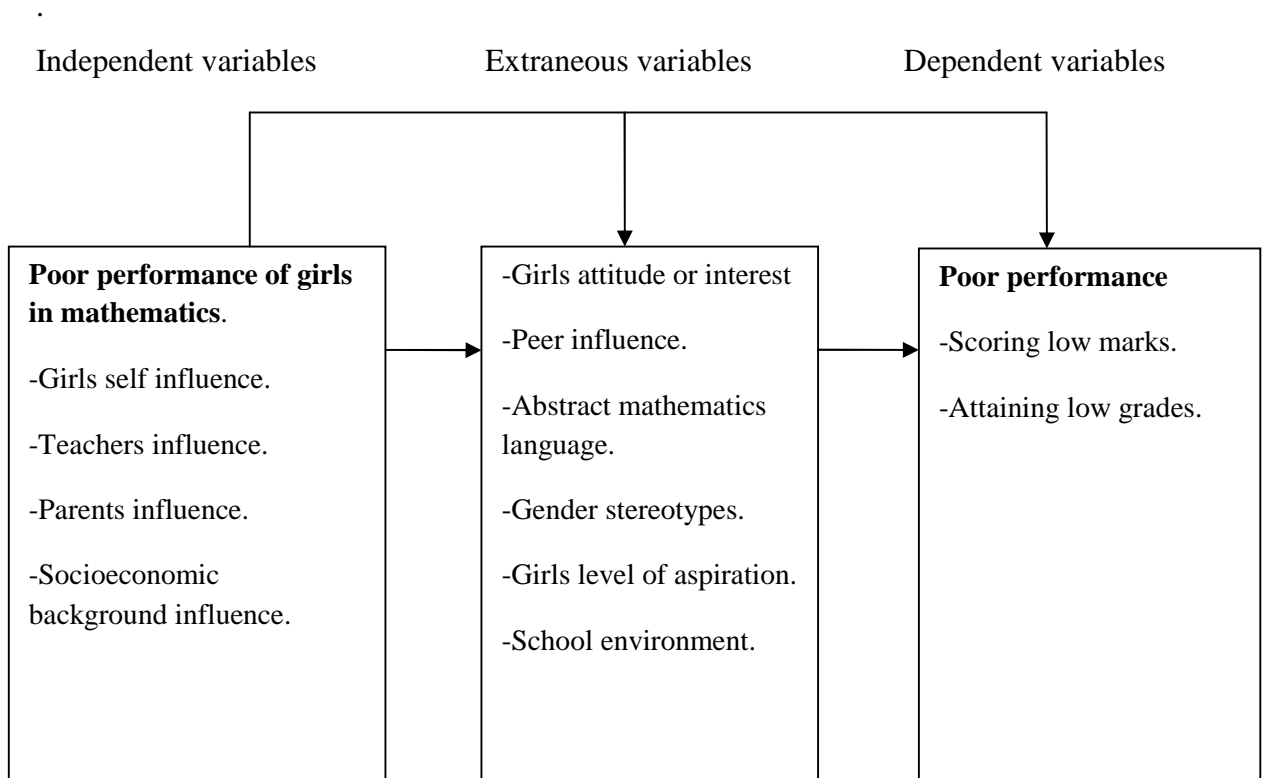 .
Independent variables Extraneous variables Dependent variables
Poor performance of girls
in mathematics.
-Girls self influence.
-Teachers influence.
-Parents influence.
-Socioeconomic
background influence.
-Girls attitude or interest
-Peer influence.
-Abstract mathematics
language.
-Gender stereotypes.
-Girls level of aspiration.
-School environment.
Poor performance
-Scoring low marks.
-Attaining low grades.